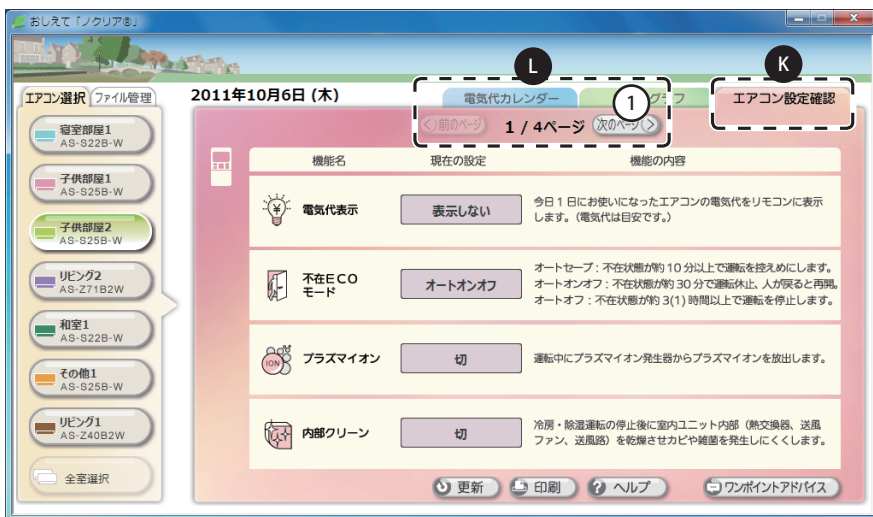 おしえて「ノクリア®」
L
K
エアコン選択
ファイル管理
2011年10月6日 (木)
電気代カレンダー
1
グラフ
エアコン設定確認
前のページ
1 / 4ページ
次のページ
寝室部屋1
AS-S22B-W
子供部屋1
AS-S25B-W
子供部屋2
AS-S25B-W
リビング2
AS-Z71B2W
和室1
AS-S22B-W
その他1
AS-S25B-W
リビング1
AS-Z40B2W
全室選択
機能名
現在の設定
機能の内容
電気代表示
表示しない
今日1日にお使いになったエアコンの電気代をリモコンに表示
します。(電気代は目安です。)
不在ECO
モード
オートオンオフ
オートセーブ:不在状態が約10分以上で運転を控えめにします。
オートオンオフ:不在状態が約30分で運転休止、人が戻ると再開。
オートオフ:不在状態が約3(1)時間以上で運転を停止します。
ION
プラズマイオン
切
運転中にプラズマイオン発生器からプラズマイオンを放出します。
内部クリーン
切
冷房・除湿運転の停止後に室内ユニット内部(熱交換器、送風
ファン、送風路)を乾燥させカビや雑菌を発生しにくくします。
更新
印刷
ヘルプ
ワンポイントアドバイス